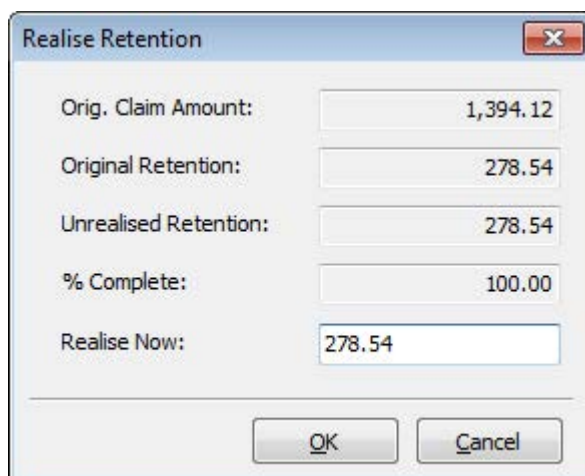 Realise Retention
Orig. Claim Amount: 1,394.12
Original Retention: 278.54
Unrealised Retention: 278.54
% Complete: 100.00
Realise Now: 278.54
OK Cancel